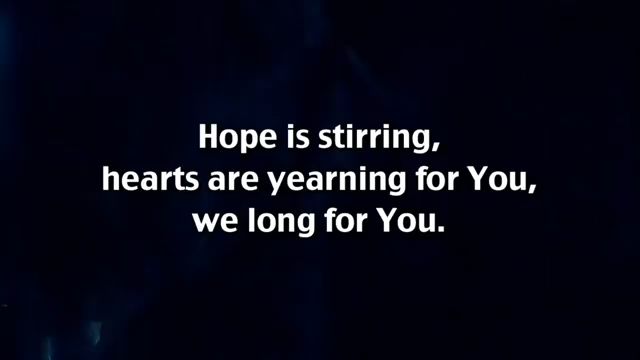 Hope is stirring,
hearts are yearning for You,
we long for You.